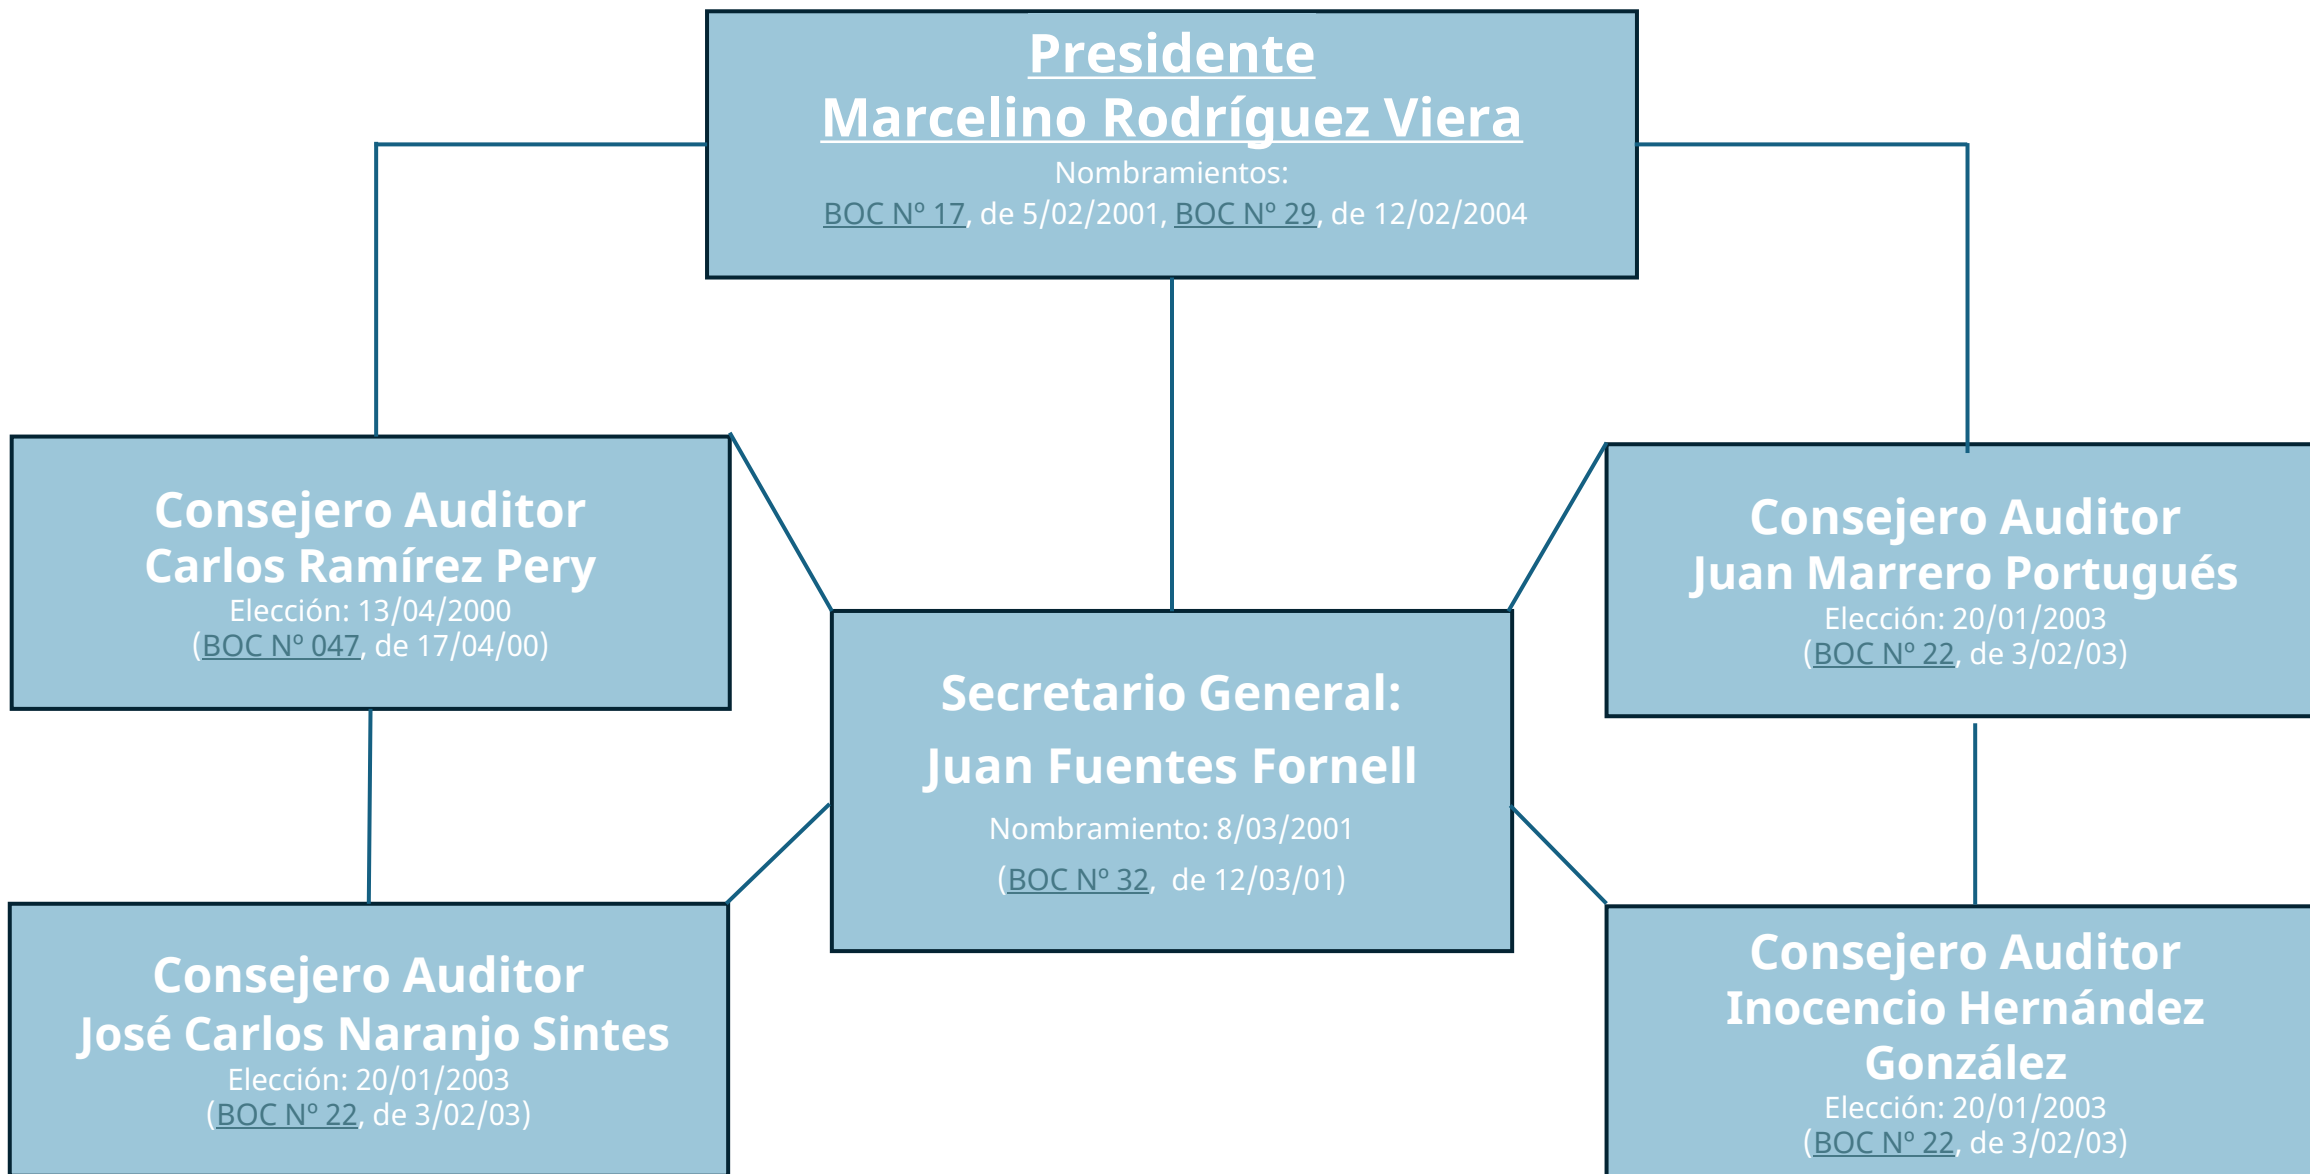 Presidente
Marcelino Rodríguez Viera
Nombramientos:
BOC Nº 17, de 5/02/2001, BOC Nº 29, de 12/02/2004
Consejero Auditor
Carlos Ramírez Pery
Elección: 13/04/2000
(BOC Nº 047, de 17/04/00)
Consejero Auditor
Juan Marrero Portugués
Elección: 20/01/2003
(BOC Nº 22, de 3/02/03)
Secretario General:
Juan Fuentes Fornell
Nombramiento: 8/03/2001
(BOC Nº 32, de 12/03/01)
Consejero Auditor
José Carlos Naranjo Sintes
Elección: 20/01/2003
(BOC Nº 22, de 3/02/03)
Consejero Auditor
Inocencio Hernández
González
Elección: 20/01/2003
(BOC Nº 22, de 3/02/03)